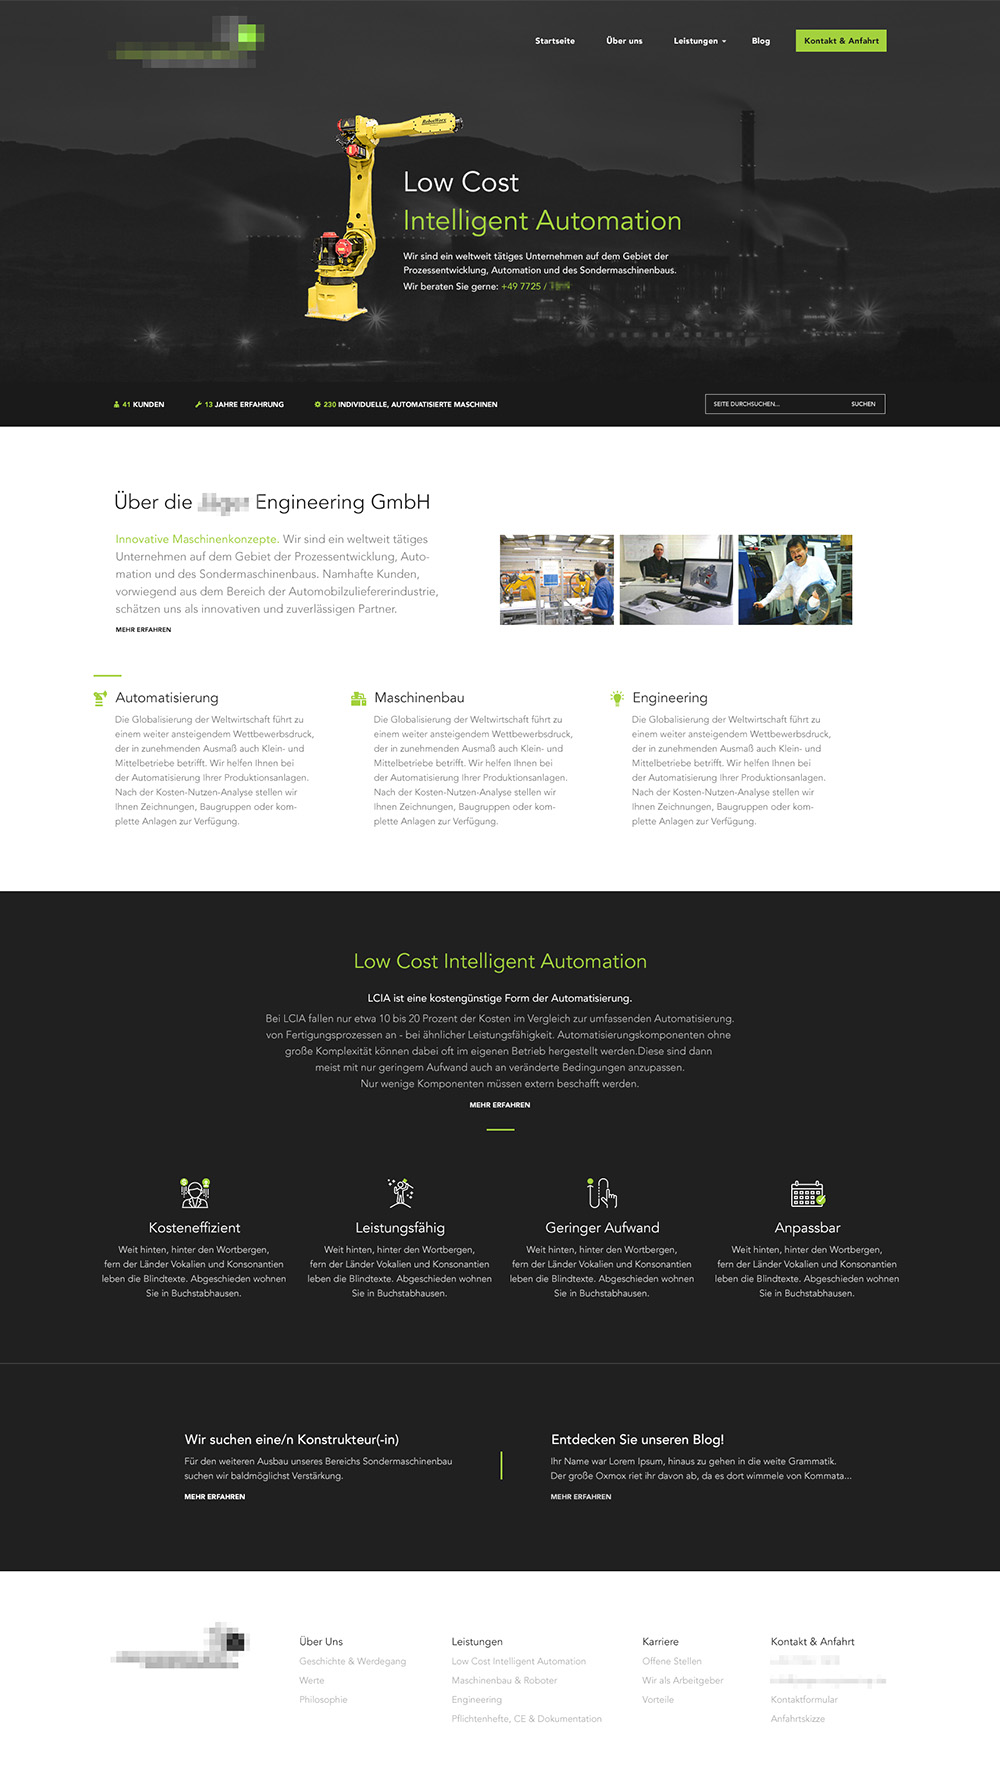 Startseite Über uns Leistungen Blog Kontakt & Anfahrt
RoboWorx
Low Cost
Intelligent Automation
Wir sind ein weltweit tätiges Unternehmen auf dem Gebiet der
Prozessentwicklung, Automation und des Sondermaschinenbaus.
Wir beraten Sie gerne: +49 7725 /
41 KUNDEN 13 JAHRE ERFAHRUNG 230 INDIVIDUELLE, AUTOMATISIERTE MASCHINEN SEITE DURCHSUCHEN... SUCHEN
Über die Engineering GmbH
Innovative Maschinenkonzepte. Wir sind ein weltweit tätiges
Unternehmen auf dem Gebiet der Prozessentwicklung, Auto-
mation und des Sondermaschinenbaus. Namhafte Kunden,
vorwiegend aus dem Bereich der Automobilzuliefererindustrie,
schätzen uns als innovativen und zuverlässigen Partner.
MEHR ERFAHREN
Automatisierung
Die Globalisierung der Weltwirtschaft führt zu
einem weiter ansteigendem Wettbewerbsdruck,
der in zunehmenden Ausmaß auch Klein- und
Mittelbetriebe betrifft. Wir helfen Ihnen bei
der Automatisierung Ihrer Produktionsanlagen.
Nach der Kosten-Nutzen-Analyse stellen wir
Ihnen Zeichnungen, Baugruppen oder kom-
plette Anlagen zur Verfügung.
Maschinenbau
Die Globalisierung der Weltwirtschaft führt zu
einem weiter ansteigendem Wettbewerbsdruck,
der in zunehmenden Ausmaß auch Klein- und
Mittelbetriebe betrifft. Wir helfen Ihnen bei
der Automatisierung Ihrer Produktionsanlagen.
Nach der Kosten-Nutzen-Analyse stellen wir
Ihnen Zeichnungen, Baugruppen oder kom-
plette Anlagen zur Verfügung.
Engineering
Die Globalisierung der Weltwirtschaft führt zu
einem weiter ansteigendem Wettbewerbsdruck,
der in zunehmenden Ausmaß auch Klein- und
Mittelbetriebe betrifft. Wir helfen Ihnen bei
der Automatisierung Ihrer Produktionsanlagen.
Nach der Kosten-Nutzen-Analyse stellen wir
Ihnen Zeichnungen, Baugruppen oder kom-
plette Anlagen zur Verfügung.
Low Cost Intelligent Automation
LCIA ist eine kostengünstige Form der Automatisierung.
Bei LCIA fallen nur etwa 10 bis 20 Prozent der Kosten im Vergleich zur umfassenden Automatisierung.
von Fertigungsprozessen an - bei ähnlicher Leistungsfähigkeit. Automatisierungskomponenten ohne
große Komplexität können dabei oft im eigenen Betrieb hergestellt werden.Diese sind dann
meist mit nur geringem Aufwand auch an veränderte Bedingungen anzupassen.
Nur wenige Komponenten müssen extern beschafft werden.
MEHR ERFAHREN
Kosteneffizient
Weit hinten, hinter den Wortbergen,
fern der Länder Vokalien und Konsonantien
leben die Blindtexte. Abgeschieden wohnen
Sie in Buchstabhausen.
Leistungsfähig
Weit hinten, hinter den Wortbergen,
fern der Länder Vokalien und Konsonantien
leben die Blindtexte. Abgeschieden wohnen
Sie in Buchstabhausen.
Geringer Aufwand
Weit hinten, hinter den Wortbergen,
fern der Länder Vokalien und Konsonantien
leben die Blindtexte. Abgeschieden wohnen
Sie in Buchstabhausen.
Anpassbar
Weit hinten, hinter den Wortbergen,
fern der Länder Vokalien und Konsonantien
leben die Blindtexte. Abgeschieden wohnen
Sie in Buchstabhausen.
Wir suchen eine/n Konstrukteur(-in)
Für den weiteren Ausbau unseres Bereichs Sondermaschinenbau
suchen wir baldmöglichst Verstärkung.
MEHR ERFAHREN
Entdecken Sie unseren Blog!
Ihr Name war Lorem Ipsum, hinaus zu gehen in die weite Grammatik.
Der große Oxmox riet ihr davon ab, da es dort wimmele von Kommata...
MEHR ERFAHREN
Über Uns
Geschichte & Werdegang
Werte
Philosophie
Leistungen
Low Cost Intelligent Automation
Maschinenbau & Roboter
Engineering
Pflichtenhefte, CE & Dokumentation
Karriere
Offene Stellen
Wir als Arbeitgeber
Vorteile
Kontakt & Anfahrt
Kontaktformular
Anfahrtskizze